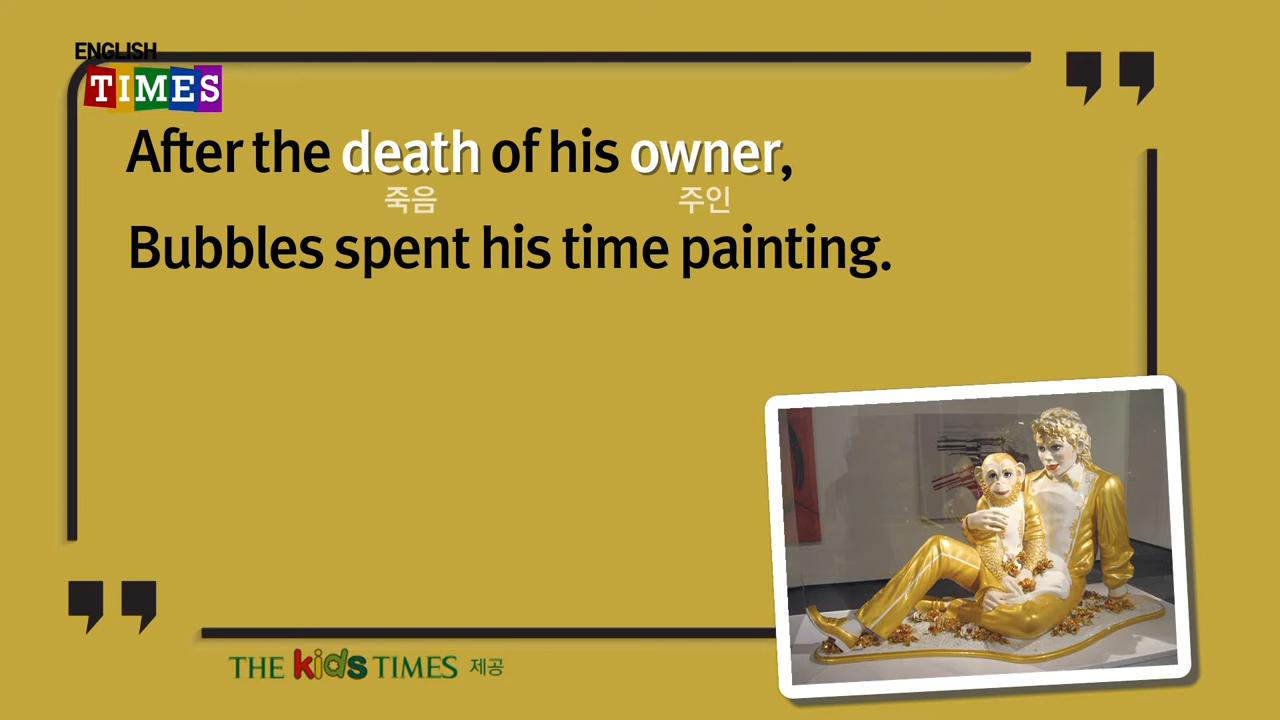 ENGLISH
TIMES
After the death of his owner,
죽음 주인
Bubbles spent his time painting.
THE kids TIMES 제공